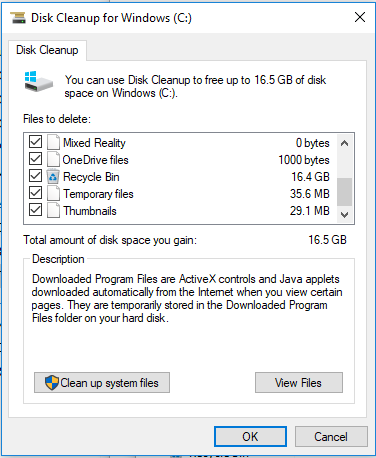 Disk Cleanup for Windows (C:)
Disk Cleanup
You can use Disk Cleanup to free up to 16.5 GB of disk
space on Windows (C:).
Files to delete:
Mixed Reality 0 bytes
OneDrive files 1000 bytes
Recycle Bin 16.4 GB
Temporary files 35.6 MB
Thumbnails 29.1 MB
Total amount of disk space you gain: 16.5 GB
Description
Downloaded Program Files are ActiveX controls and Java applets
downloaded automatically from the Internet when you view certain
pages. They are temporarily stored in the Downloaded Program
Files folder on your hard disk.
Clean up system files View Files
OK Cancel